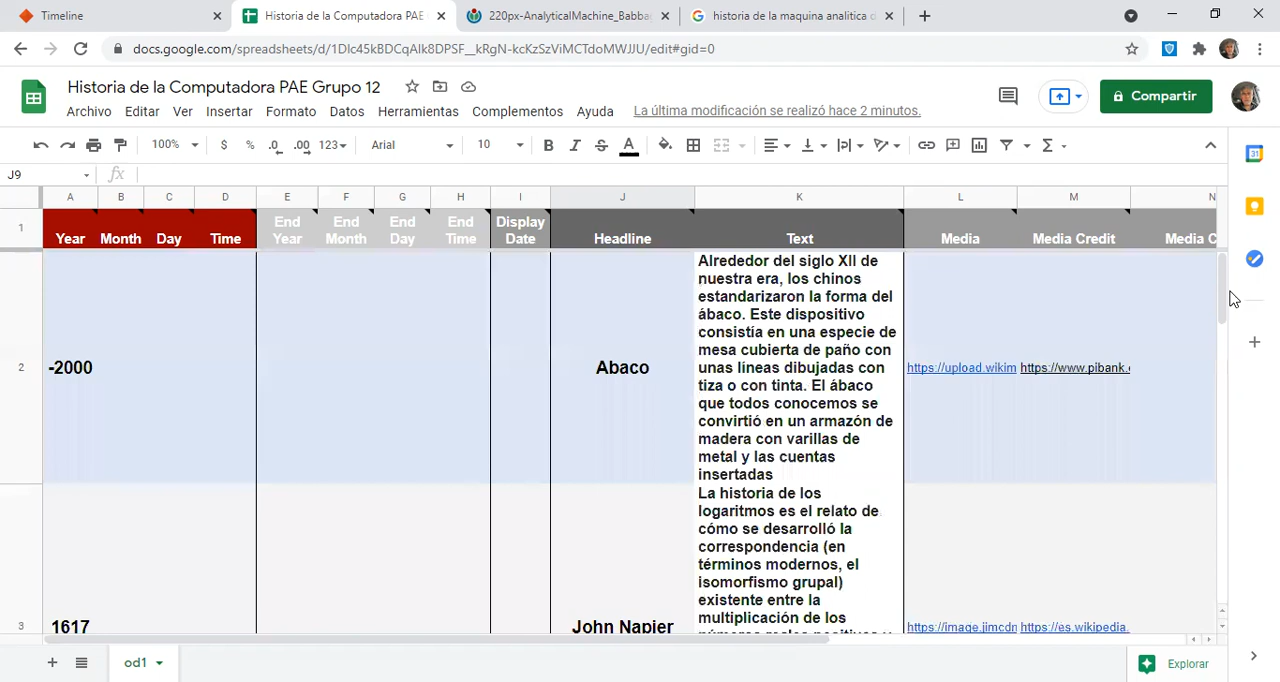 Timeline
Historia de la Computadora PAE
220px-AnalyticalMachine_Babbag
historia de la maquina analitica d
docs.google.com/spreadsheets/d/
edit#gid=0
Historia de la Computadora PAE Grupo 12
Archivo Editar Ver Insertar Formato Datos Herramientas Complementos Ayuda La última modificación se realizó hace 2 minutos.
Compartir
100% $ % .0 .00 123 Arial 10 B I S A
J9 fx
A B C D E F G H I J K L M N
1 Year Month Day Time End Year End Month End Day End Time Display Date Headline Text Media Media Credit Media C
2 -2000 Abaco
Alrededor del siglo XII de
nuestra era, los chinos
estandarizaron la forma del
ábaco. Este dispositivo
consistía en una especie de
mesa cubierta de paño con
unas líneas dibujadas con
tiza o con tinta. El ábaco
que todos conocemos se
convirtió en un armazón de
madera con varillas de
metal y las cuentas
insertadas
https://upload.wikim https://www.pibank.
3 1617 John Napier
La historia de los
logaritmos es el relato de
cómo se desarrolló la
correspondencia (en
términos modernos, el
isomorfismo grupal)
existente entre la
multiplicación de los
números reales positivos y
https://image.jimcdn https://es.wikipedia.
od1
Explorar
31